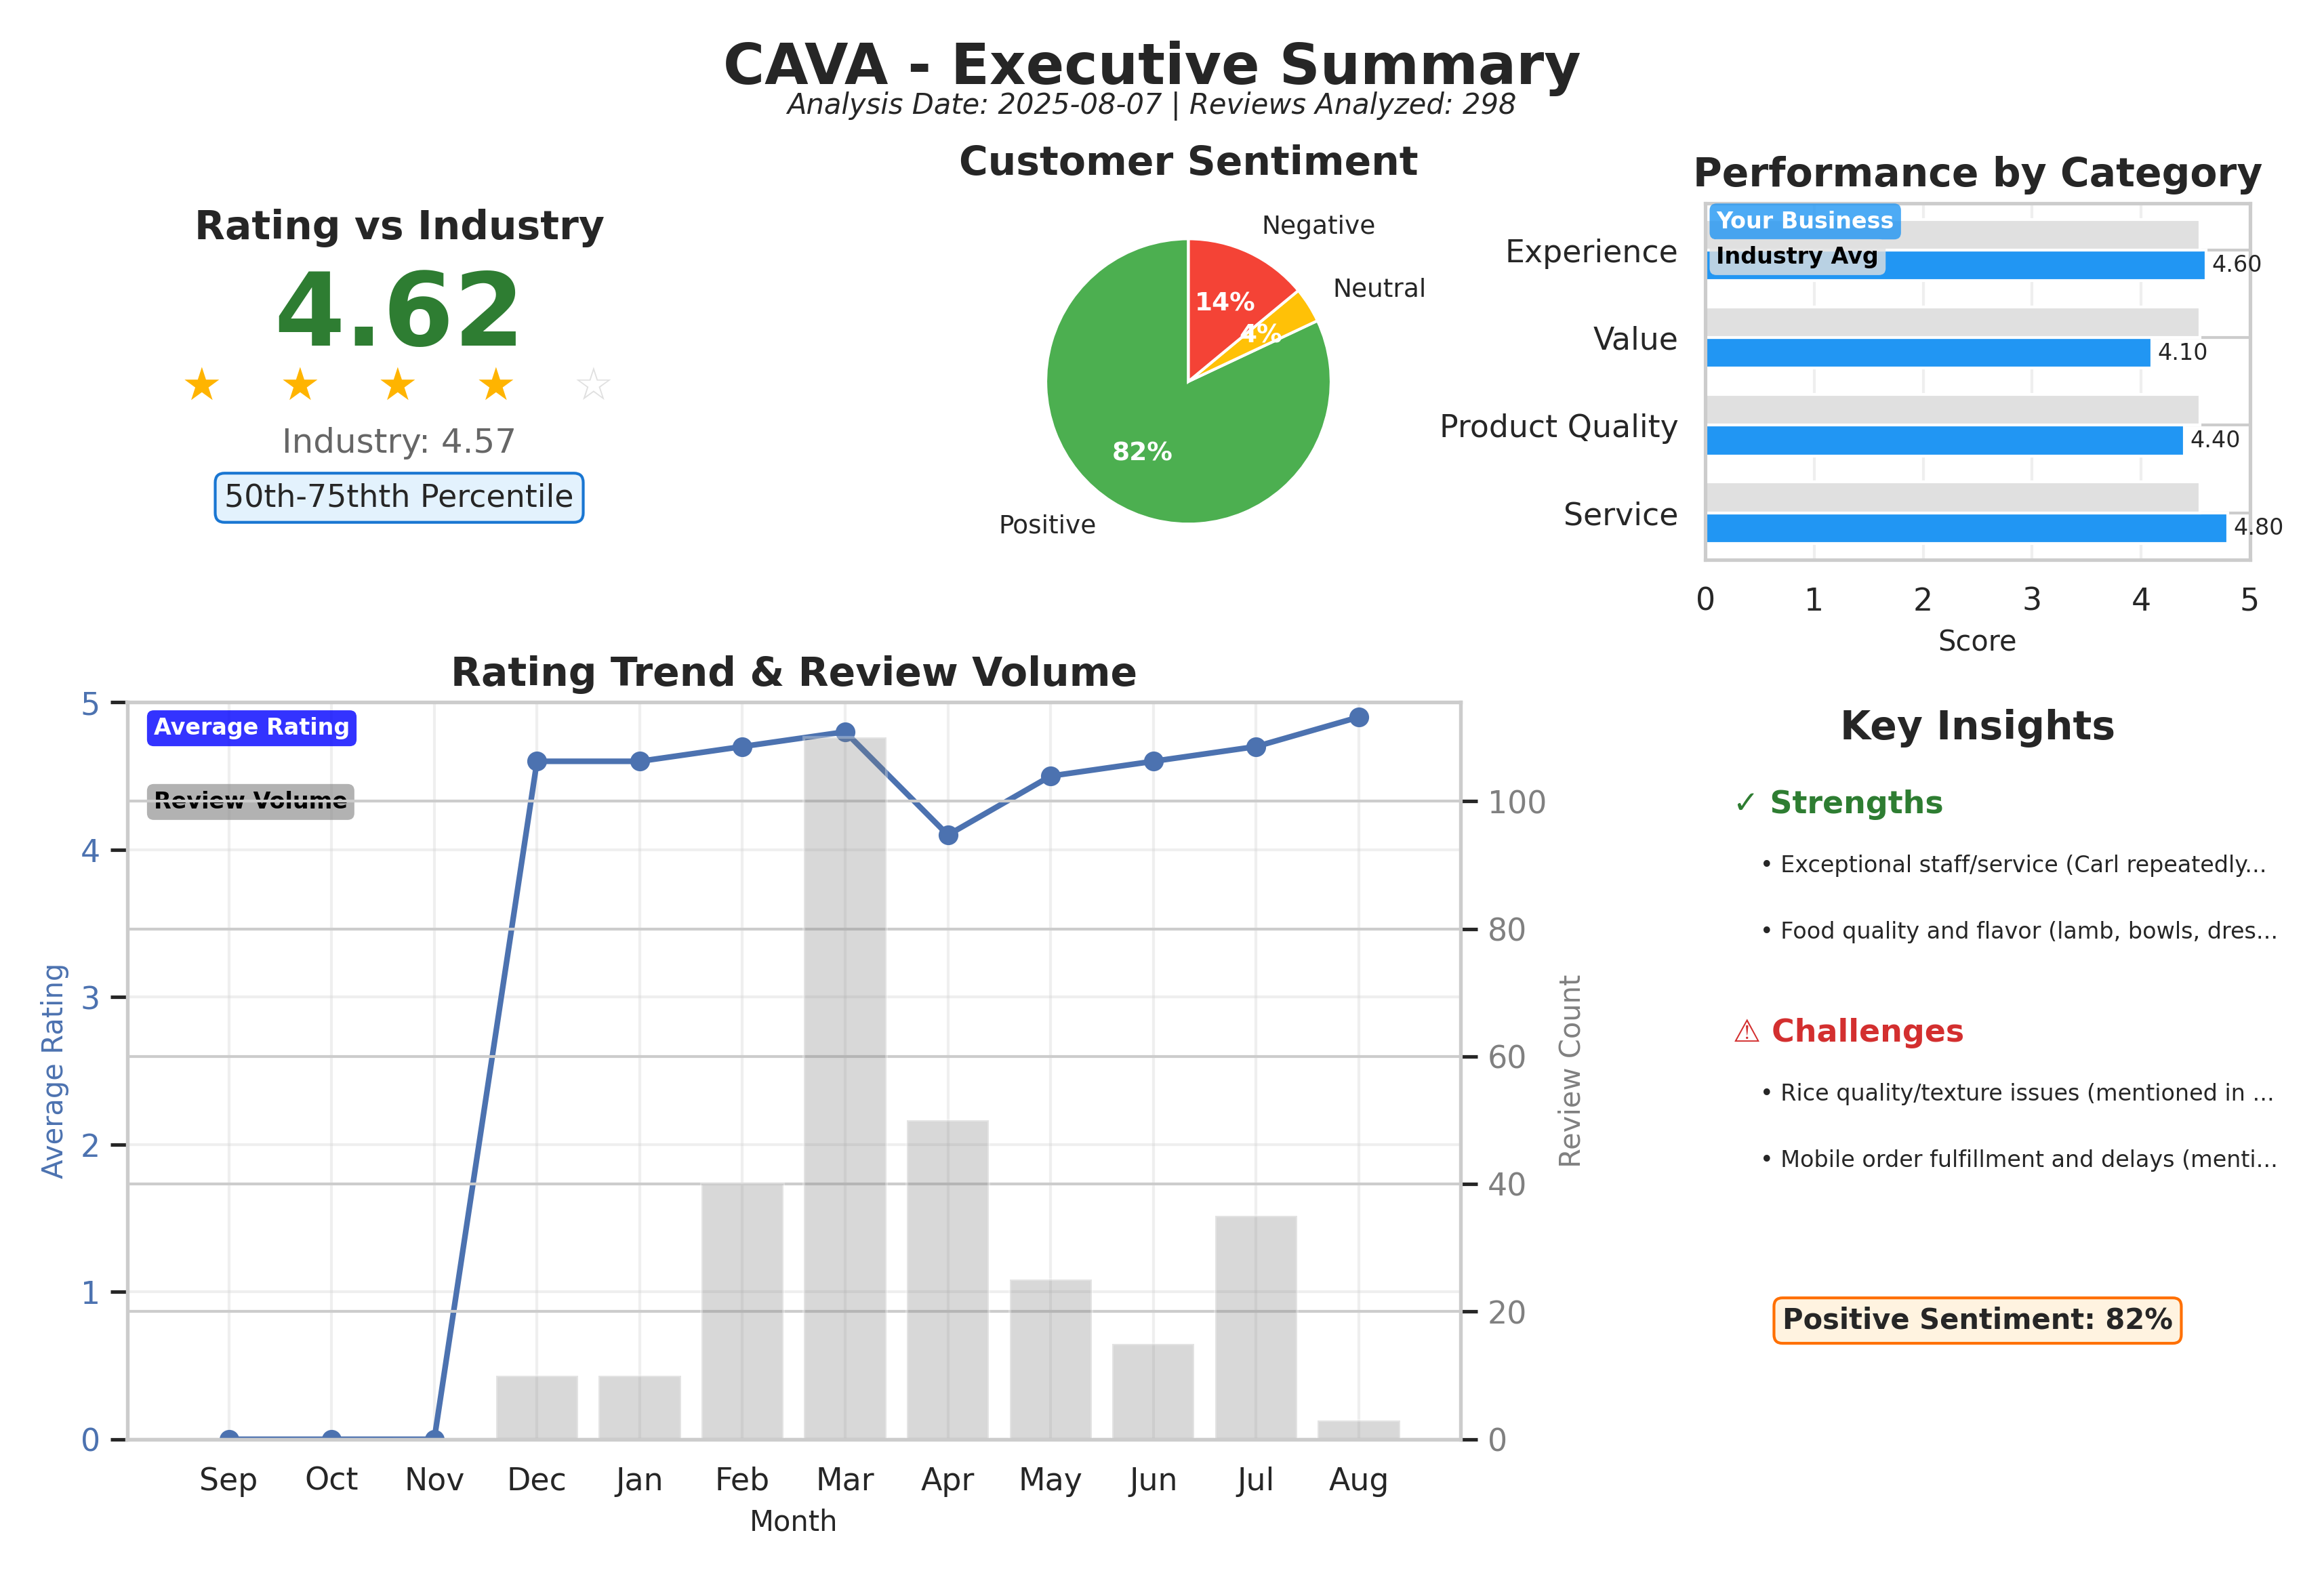 CAVA - Executive Summary
Analysis Date: 2025-08-07 | Reviews Analyzed: 298
Rating vs Industry
4.62
★ ★ ★ ★ ☆
Industry: 4.57
50th-75thth Percentile
Customer Sentiment
Negative
Neutral
14%
4%
82%
Positive
Performance by Category
Your Business
Industry Avg
Experience
4.60
Value
4.10
Product Quality
4.40
Service
4.80
0 1 2 3 4 5
Score
Rating Trend & Review Volume
Average Rating
Review Volume
5
4
3
2
1
0
Average Rating
100
80
60
40
20
0
Review Count
Sep Oct Nov Dec Jan Feb Mar Apr May Jun Jul Aug
Month
Key Insights
✓ Strengths
• Exceptional staff/service (Carl repeatedly...
• Food quality and flavor (lamb, bowls, dres...
⚠ Challenges
• Rice quality/texture issues (mentioned in ...
• Mobile order fulfillment and delays (menti...
Positive Sentiment: 82%